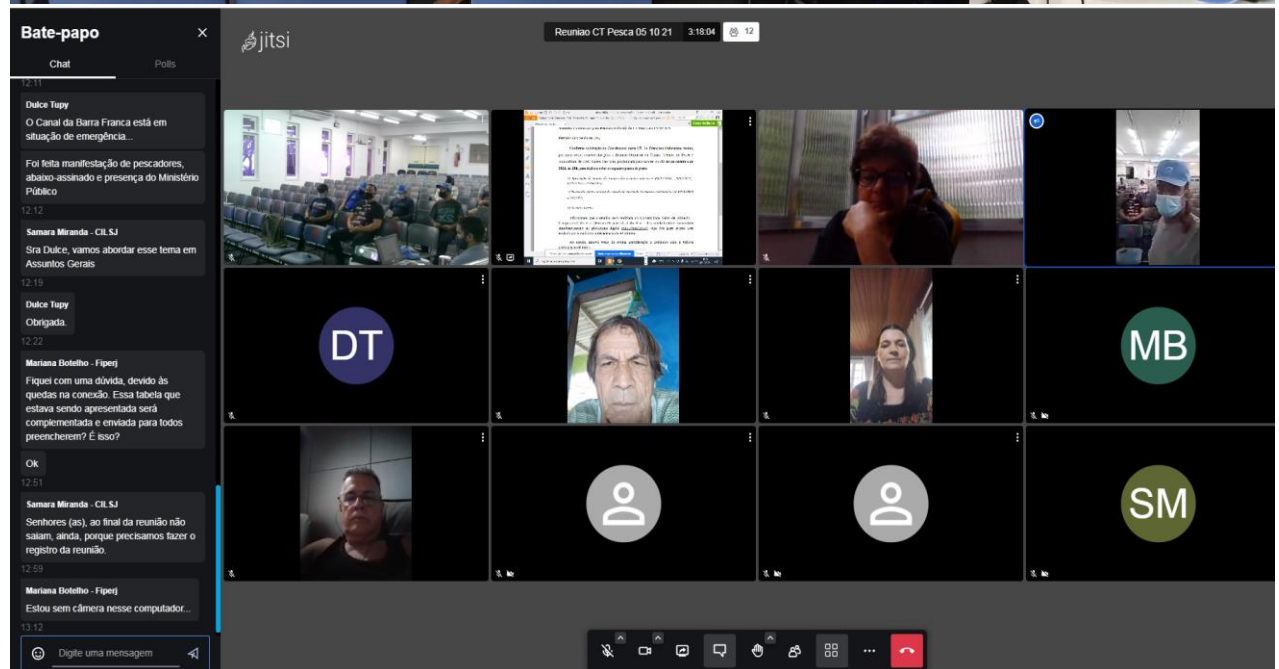 Bate-papo
Chat
Polls
12:11
Dulce Tupy
O Canal da Barra Franca está em
situação de emergência...
Foi feita manifestação de pescadores,
abaixo-assinado e presença do Ministério
Público
12:12
Samara Miranda - CILSJ
Sra Dulce, vamos abordar esse tema em
Assuntos Gerais
12:19
Dulce Tupy
Obrigada.
12:22
Mariana Botelho - Fiperj
Fiquei com uma dúvida, devido às
quedas na conexão. Essa tabela que
estava sendo apresentada será
complementada e enviada para todos
preencherem? É isso?
Ok
12:51
Samara Miranda - CILSJ
Senhores (as), ao final da reunião não
saiam, ainda, porque precisamos fazer o
registro da reunião.
12:59
Mariana Botelho - Fiperj
Estou sem câmera nesse computador...
13:12
Digite uma mensagem
jitsi
Reuniao CT Pesca 05 10 21
3:18:04
12
DT
MB
SM